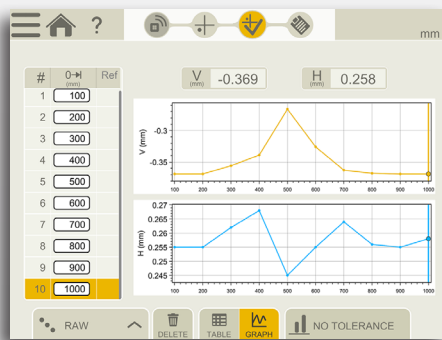 ?
mm
# 0→| (mm) Ref
V (mm) -0.369
H (mm) 0.258
1 100
2 200
3 300
4 400
5 500
6 600
7 700
8 800
9 900
10 1000
V (mm)
-0.3
-0.35
100 200 300 400 500 600 700 800 900 1000
H (mm)
0.27
0.265
0.26
0.255
0.25
0.245
100 200 300 400 500 600 700 800 900 1000
RAW
DELETE
TABLE
GRAPH
NO TOLERANCE